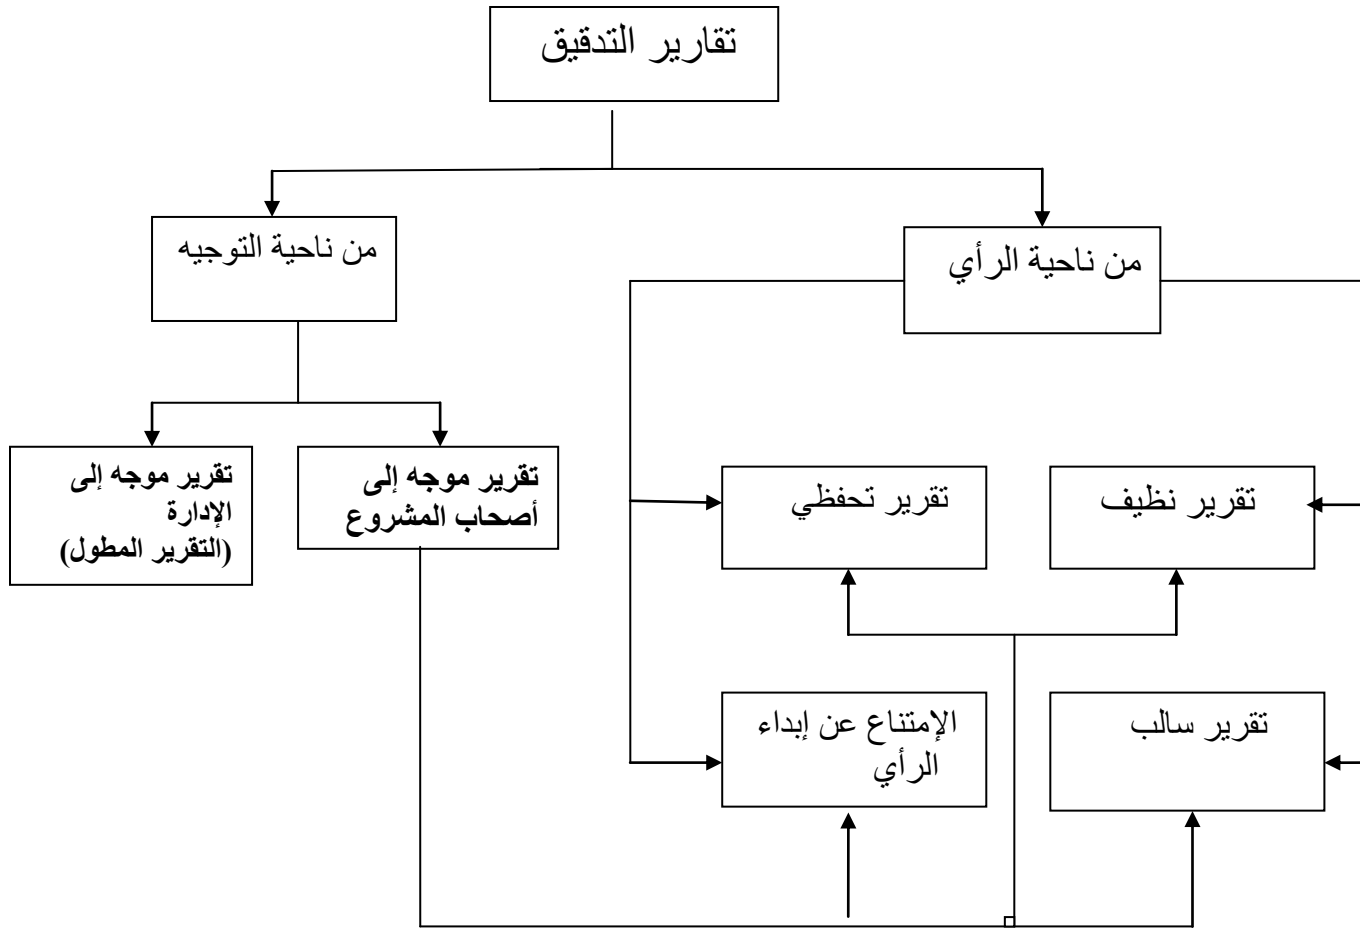 تقارير التدقيق
من ناحية الرأي
من ناحية التوجيه
تقرير نظيف
تقرير تحفظي
تقرير موجه إلى
أصحاب المشروع
تقرير موجه إلى
الإدارة
(التقرير المطول)
تقرير سالب
الإمتناع عن إبداء
الرأي